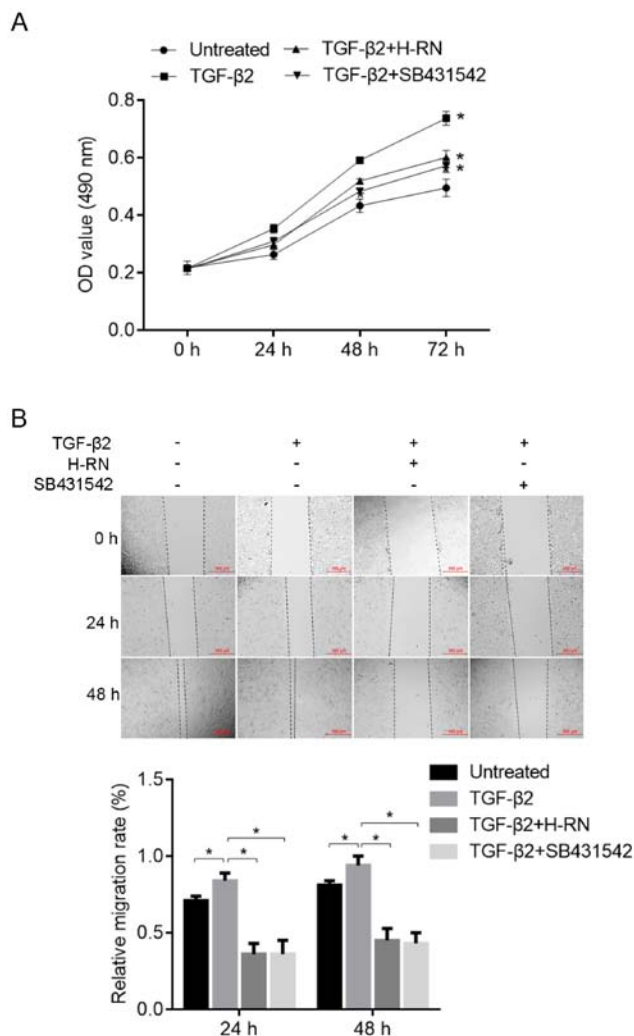 A
Untreated TGF-β2+H-RN
TGF-β2 TGF-β2+SB431542
OD value (490 nm)
0.8
0.6
0.4
0.2
0.0
* 
*
*
0 h 24 h 48 h 72 h
B
TGF-β2 - + + +
H-RN - - + -
SB431542 - - - +
0 h
24 h
48 h
Relative migration rate (%)
1.5
1.0
0.5
0.0
Untreated
TGF-β2
TGF-β2+H-RN
TGF-β2+SB431542
* * * * * *
24 h 48 h